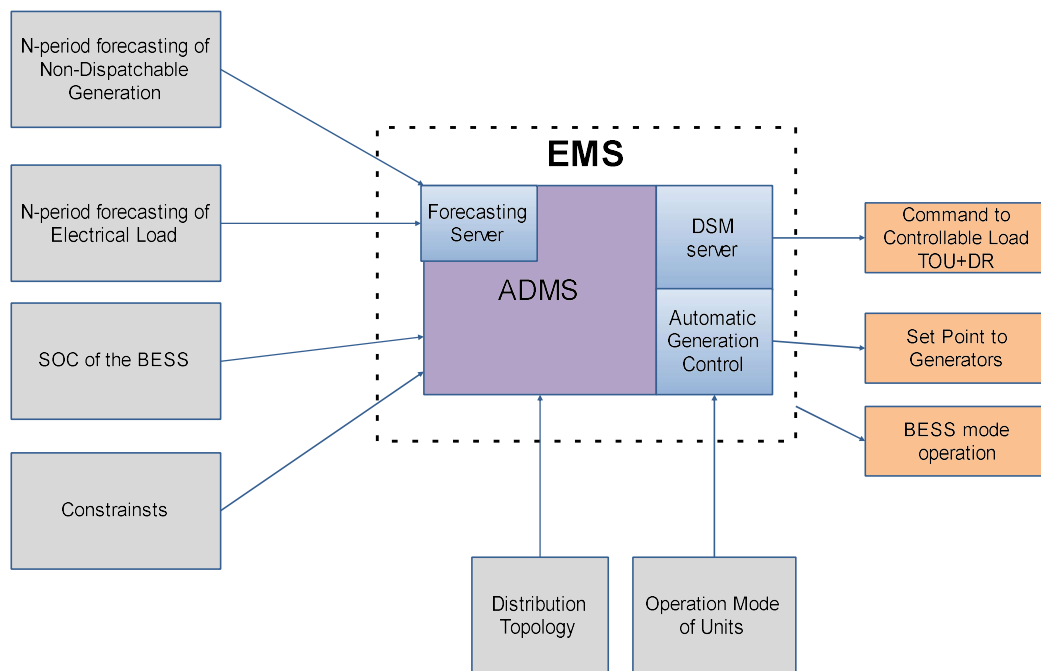 N-period forecasting of
Non-Dispatchable
Generation
N-period forecasting of
Electrical Load
SOC of the BESS
Constrainsts
EMS
Forecasting
Server
ADMS
DSM
server
Automatic
Generation
Control
Command to
Controllable Load
TOU+DR
Set Point to
Generators
BESS mode
operation
Distribution
Topology
Operation Mode
of Units